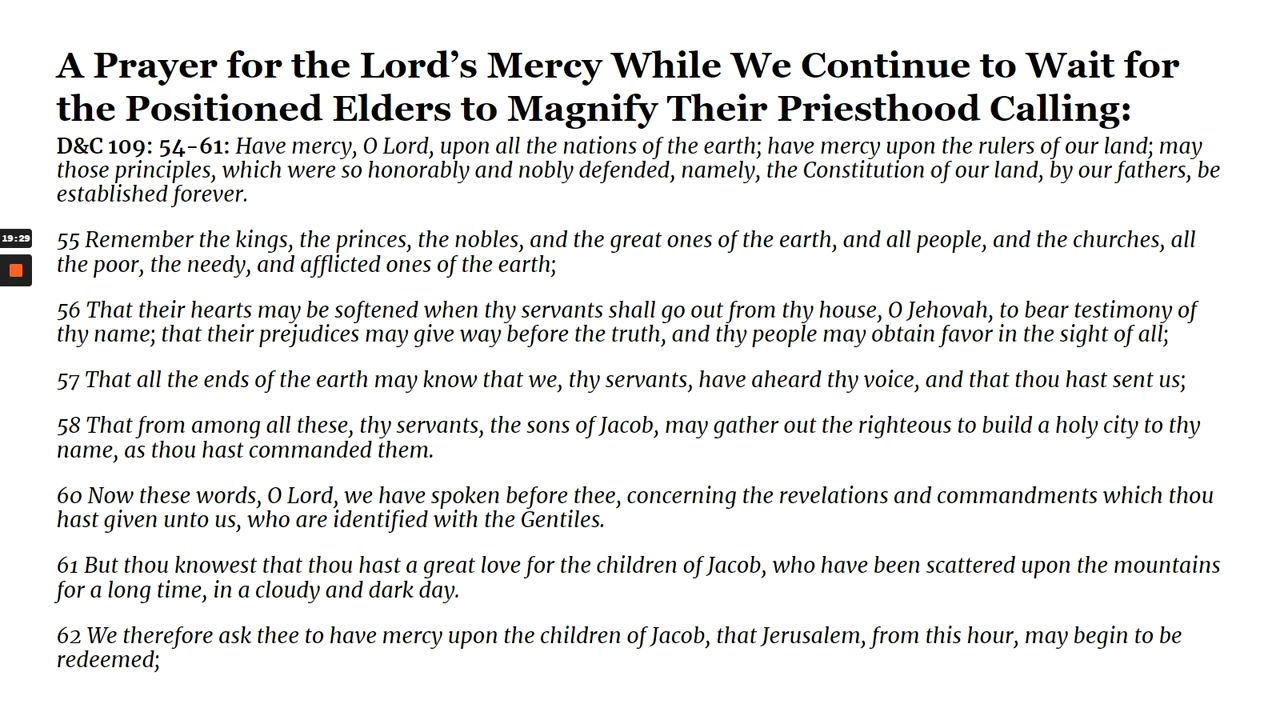 A Prayer for the Lord’s Mercy While We Continue to Wait for
the Positioned Elders to Magnify Their Priesthood Calling:
D&C 109: 54-61: Have mercy, O Lord, upon all the nations of the earth; have mercy upon the rulers of our land; may
those principles, which were so honorably and nobly defended, namely, the Constitution of our land, by our fathers, be
established forever.
19:29
55 Remember the kings, the princes, the nobles, and the great ones of the earth, and all people, and the churches, all
the poor, the needy, and afflicted ones of the earth;
56 That their hearts may be softened when thy servants shall go out from thy house, O Jehovah, to bear testimony of
thy name; that their prejudices may give way before the truth, and thy people may obtain favor in the sight of all;
57 That all the ends of the earth may know that we, thy servants, have aheard thy voice, and that thou hast sent us;
58 That from among all these, thy servants, the sons of Jacob, may gather out the righteous to build a holy city to thy
name, as thou hast commanded them.
60 Now these words, O Lord, we have spoken before thee, concerning the revelations and commandments which thou
hast given unto us, who are identified with the Gentiles.
61 But thou knowest that thou hast a great love for the children of Jacob, who have been scattered upon the mountains
for a long time, in a cloudy and dark day.
62 We therefore ask thee to have mercy upon the children of Jacob, that Jerusalem, from this hour, may begin to be
redeemed;